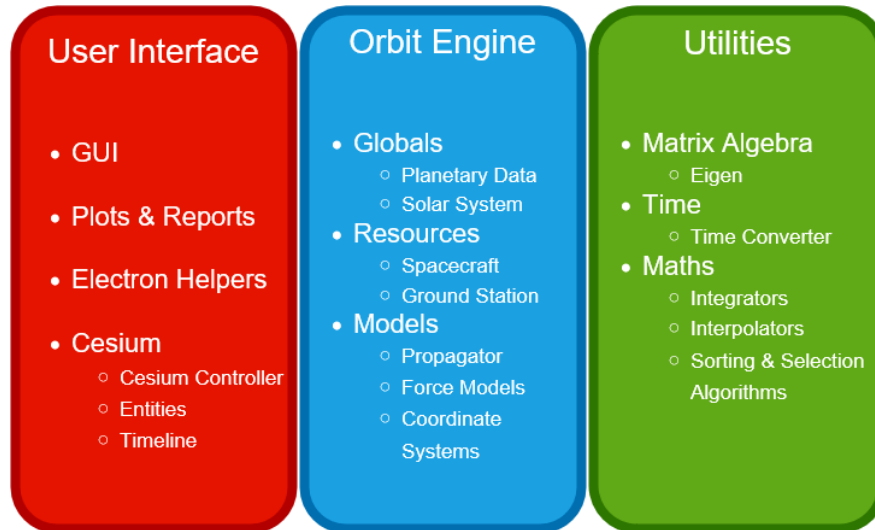 User Interface
• GUI
• Plots & Reports
• Electron Helpers
• Cesium
○ Cesium Controller
○ Entities
○ Timeline
Orbit Engine
• Globals
○ Planetary Data
○ Solar System
• Resources
○ Spacecraft
○ Ground Station
• Models
○ Propagator
○ Force Models
○ Coordinate
Systems
Utilities
• Matrix Algebra
○ Eigen
• Time
○ Time Converter
• Maths
○ Integrators
○ Interpolators
○ Sorting & Selection
Algorithms